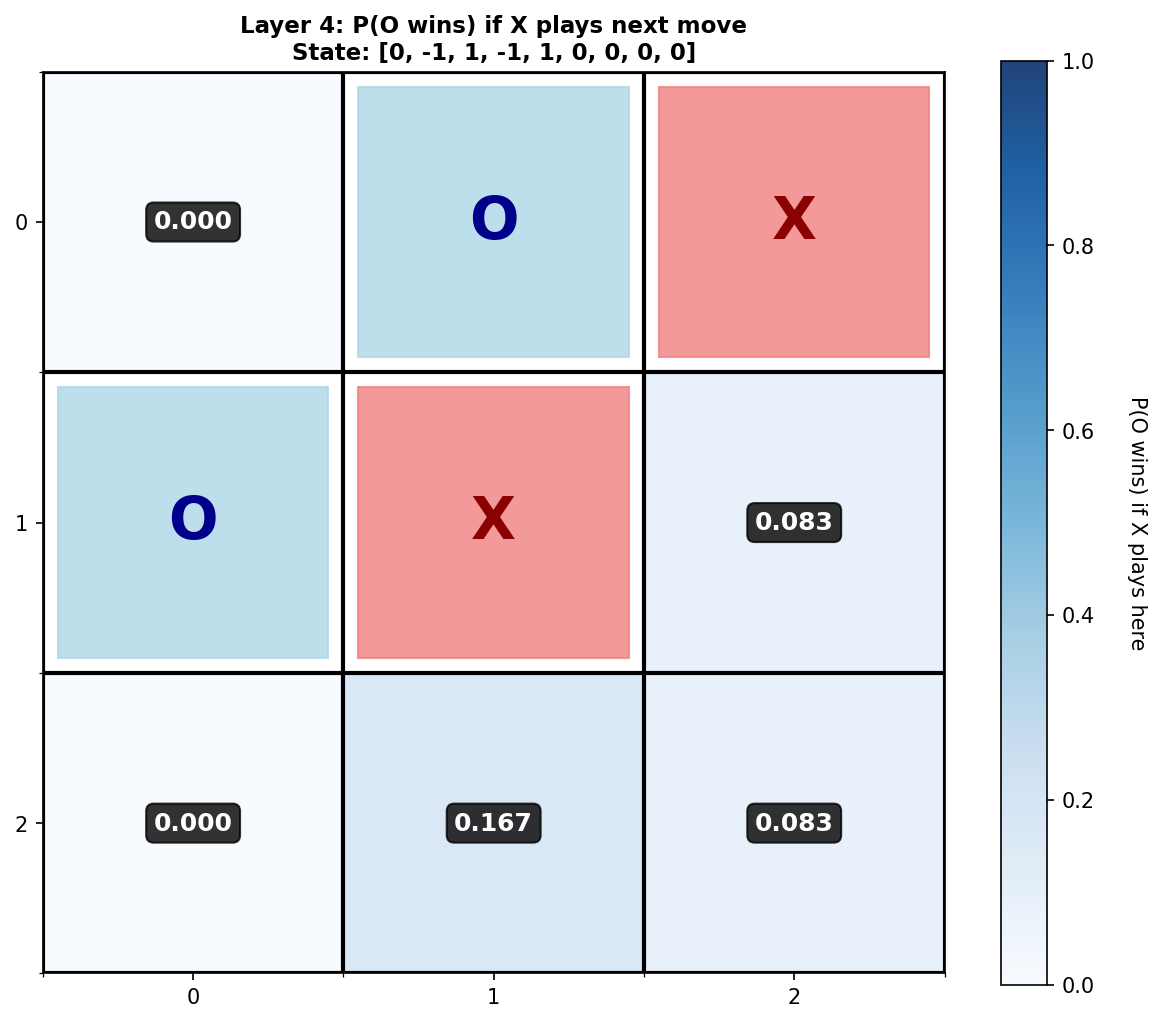 Layer 4: P(O wins) if X plays next move
State: [0, -1, 1, -1, 1, 0, 0, 0, 0]
0
0.000
O
X
1
O
X
0.083
2
0.000
0.167
0.083
0
1
2
1.0
0.8
0.6
0.4
0.2
0.0
P(O wins) if X plays here